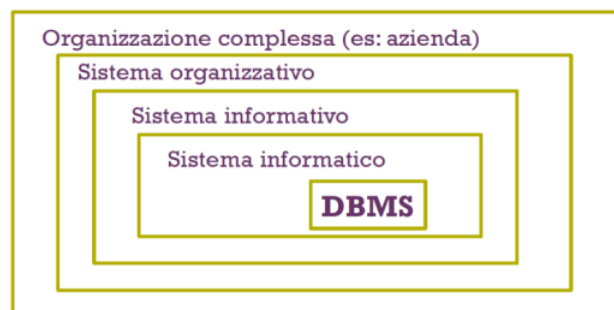 Organizzazione complessa (es: azienda)
Sistema organizzativo
Sistema informativo
Sistema informatico
DBMS